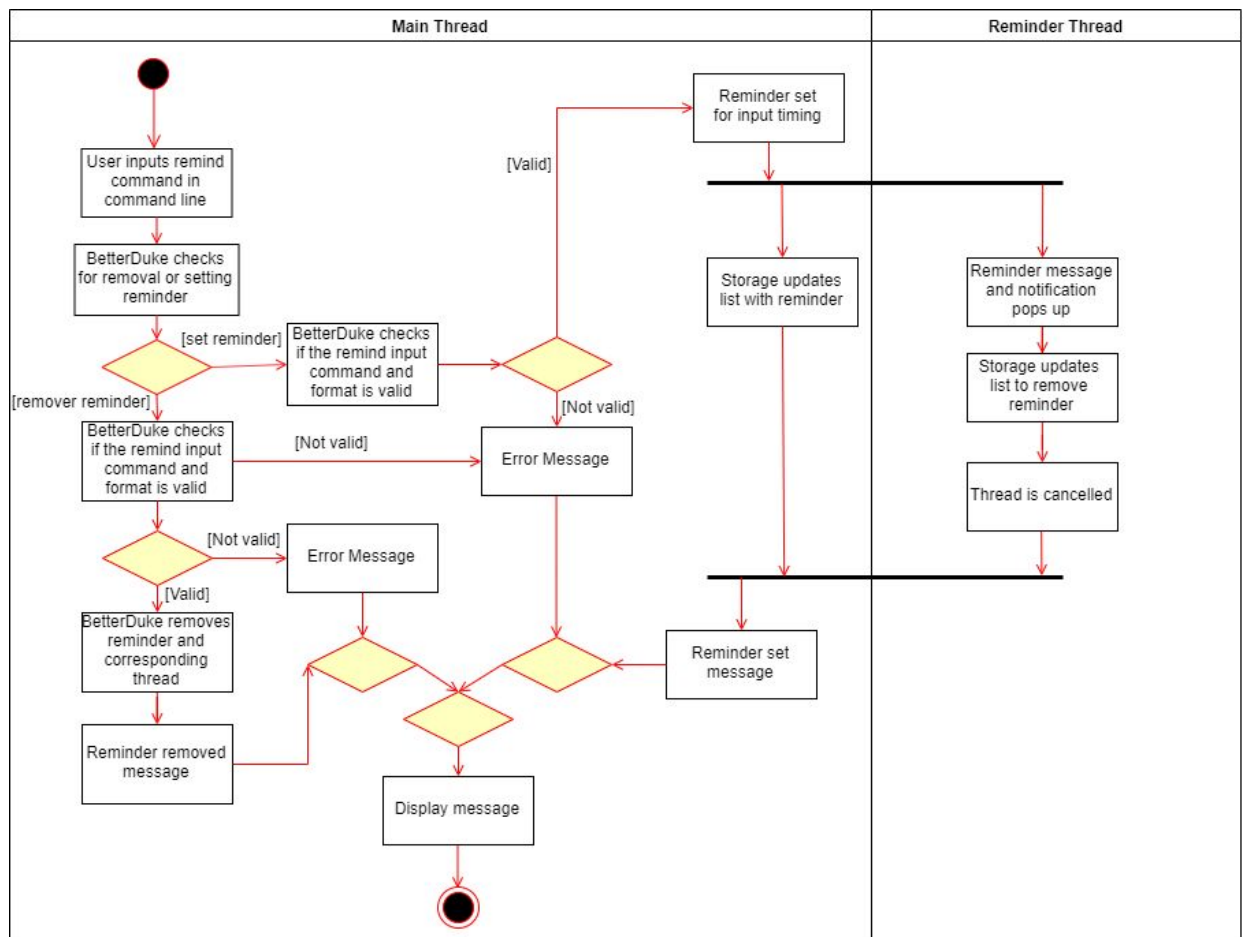 Main Thread
Reminder Thread
Reminder set
for input timing
[Valid]
User inputs remind
command in
command line
BetterDuke checks
for removal or setting
reminder
Storage updates
list with reminder
Reminder message
and notification
pops up
[set reminder]
BetterDuke checks
if the remind input
command and
format is valid
Storage updates
list to remove
reminder
[remover reminder]
[Not valid]
BetterDuke checks
if the remind input
command and
format is valid
[Not valid]
Error Message
Thread is cancelled
[Not valid]
Error Message
[Valid]
BetterDuke removes
reminder and
corresponding
thread
Reminder set
message
Reminder removed
message
Display message